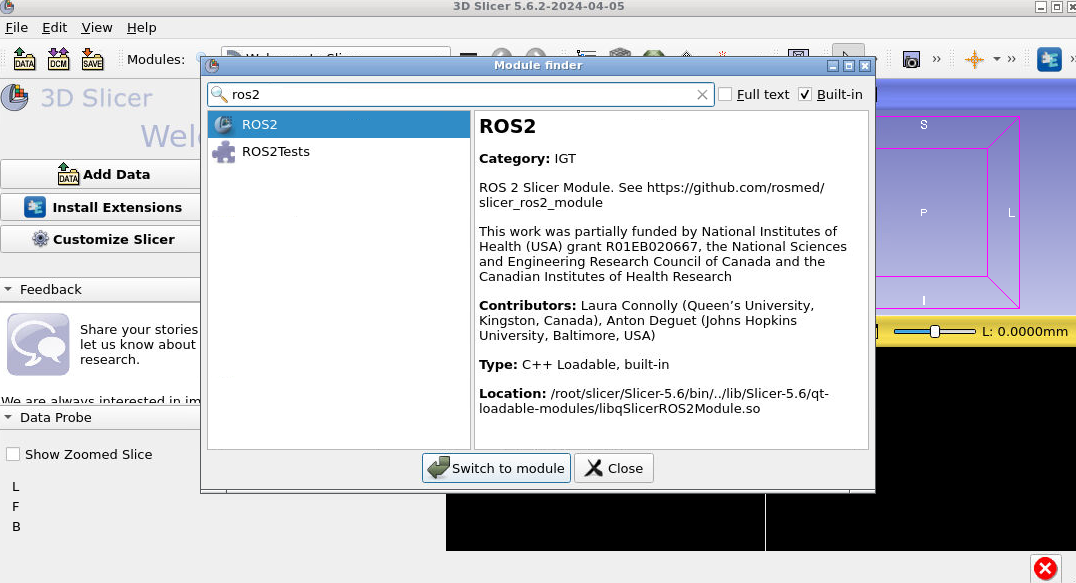 3D Slicer 5.6.2-2024-04-05
File Edit View Help
DATA DCM SAVE Modules:
Module finder
ros2 Full text Built-in
3D Slicer
Wel
Add Data
Install Extensions
Customize Slicer
Feedback
Share your stories
let us know about
research.
We are always interested in im
Data Probe
Show Zoomed Slice
L
F
B
ROS2
ROS2Tests
ROS2
Category: IGT
ROS 2 Slicer Module. See https://github.com/rosmed/
slicer_ros2_module
This work was partially funded by National Institutes of
Health (USA) grant R01EB020667, the National Sciences
and Engineering Research Council of Canada and the
Canadian Institutes of Health Research
Contributors: Laura Connolly (Queen’s University,
Kingston, Canada), Anton Deguet (Johns Hopkins
University, Baltimore, USA)
Type: C++ Loadable, built-in
Location: /root/slicer/Slicer-5.6/bin/../lib/Slicer-5.6/qt-
loadable-modules/libqSlicerROS2Module.so
Switch to module Close
S
P
L
I
L: 0.0000mm